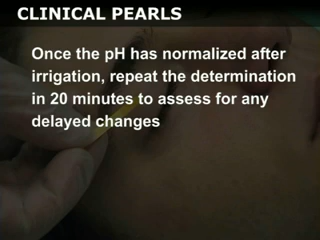 CLINICAL PEARLS
Once the pH has normalized after
irrigation, repeat the determination
in 20 minutes to assess for any
delayed changes